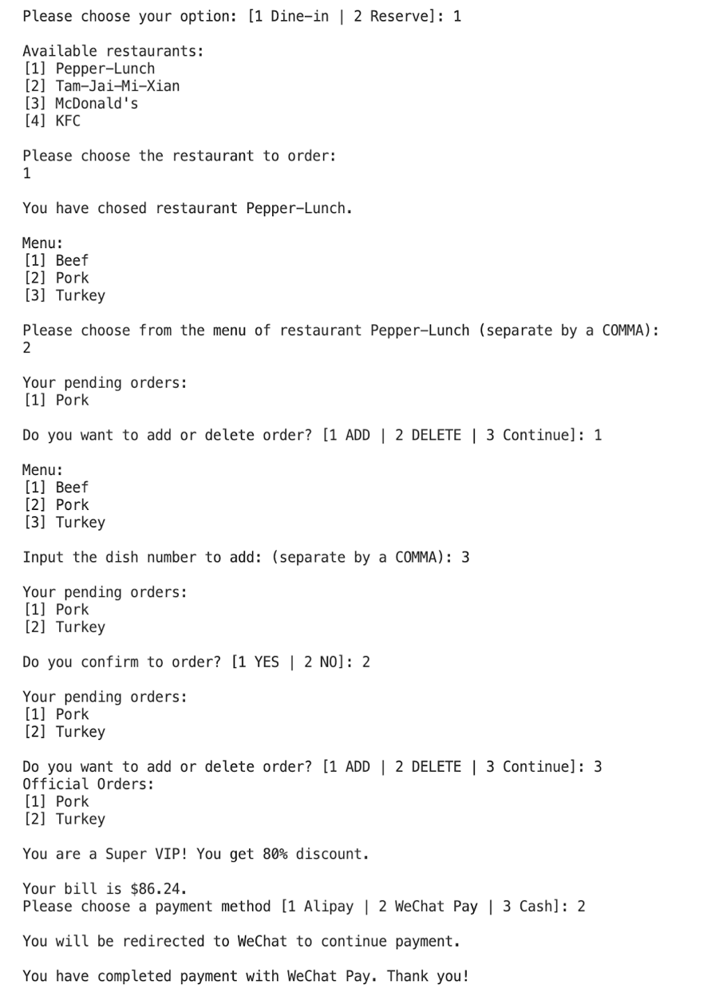 Please choose your option: [1 Dine-in | 2 Reserve]: 1
Available restaurants:
[1] Pepper-Lunch
[2] Tam-Jai-Mi-Xian
[3] McDonald's
[4] KFC
Please choose the restaurant to order:
1
You have chosed restaurant Pepper-Lunch.
Menu:
[1] Beef
[2] Pork
[3] Turkey
Please choose from the menu of restaurant Pepper-Lunch (separate by a COMMA):
2
Your pending orders:
[1] Pork
Do you want to add or delete order? [1 ADD | 2 DELETE | 3 Continue]: 1
Menu:
[1] Beef
[2] Pork
[3] Turkey
Input the dish number to add: (separate by a COMMA): 3
Your pending orders:
[1] Pork
[2] Turkey
Do you confirm to order? [1 YES | 2 NO]: 2
Your pending orders:
[1] Pork
[2] Turkey
Do you want to add or delete order? [1 ADD | 2 DELETE | 3 Continue]: 3
Official Orders:
[1] Pork
[2] Turkey
You are a Super VIP! You get 80% discount.
Your bill is $86.24.
Please choose a payment method [1 Alipay | 2 WeChat Pay | 3 Cash]: 2
You will be redirected to WeChat to continue payment.
You have completed payment with WeChat Pay. Thank you!